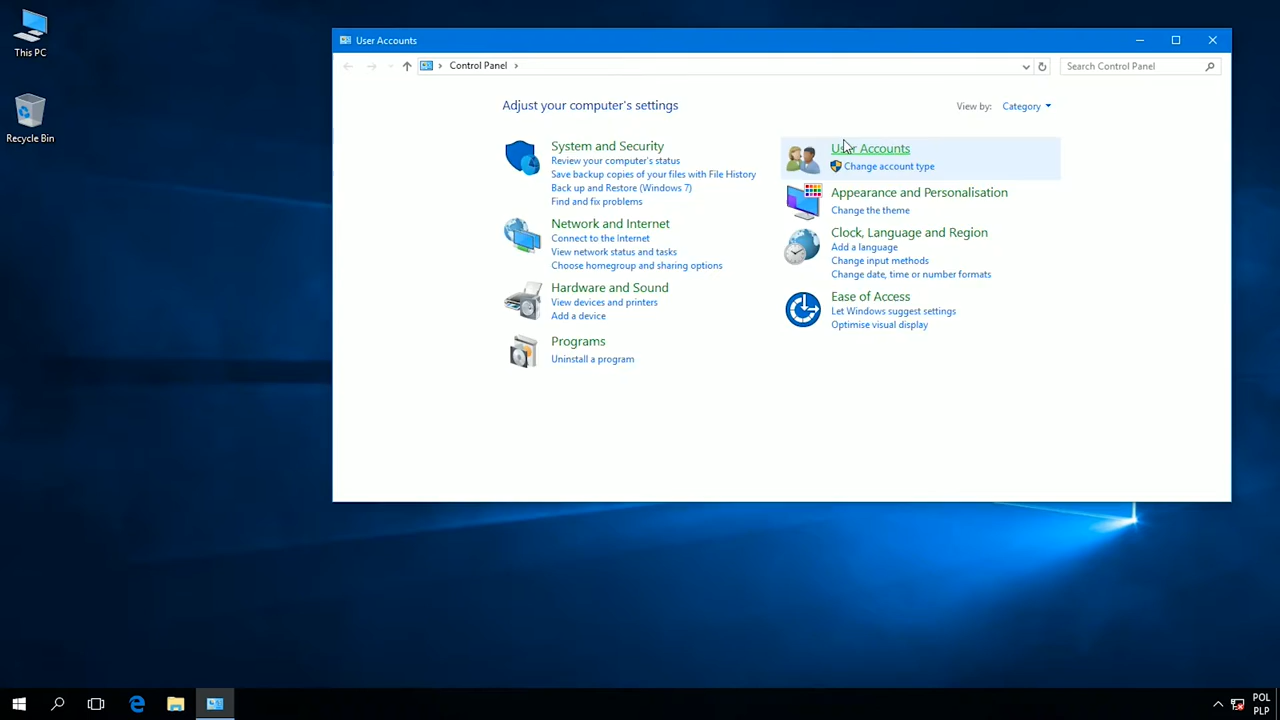 This PC
Recycle Bin
User Accounts
Control Panel
Search Control Panel
Adjust your computer's settings
View by: Category
System and Security
Review your computer's status
Save backup copies of your files with File History
Back up and Restore (Windows 7)
Find and fix problems
Network and Internet
Connect to the Internet
View network status and tasks
Choose homegroup and sharing options
Hardware and Sound
View devices and printers
Add a device
Programs
Uninstall a program
User Accounts
Change account type
Appearance and Personalisation
Change the theme
Clock, Language and Region
Add a language
Change input methods
Change date, time or number formats
Ease of Access
Let Windows suggest settings
Optimise visual display
POL
PLP